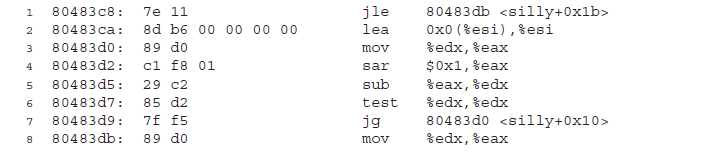 1 80483c8: 7e 11 jle 80483db <silly+0x1b>
2 80483ca: 8d b6 00 00 00 00 lea 0x0(%esi),%esi
3 80483d0: 89 d0 mov %edx,%eax
4 80483d2: c1 f8 01 sar $0x1,%eax
5 80483d5: 29 c2 sub %eax,%edx
6 80483d7: 85 d2 test %edx,%edx
7 80483d9: 7f f5 jg 80483d0 <silly+0x10>
8 80483db: 89 d0 mov %edx,%eax